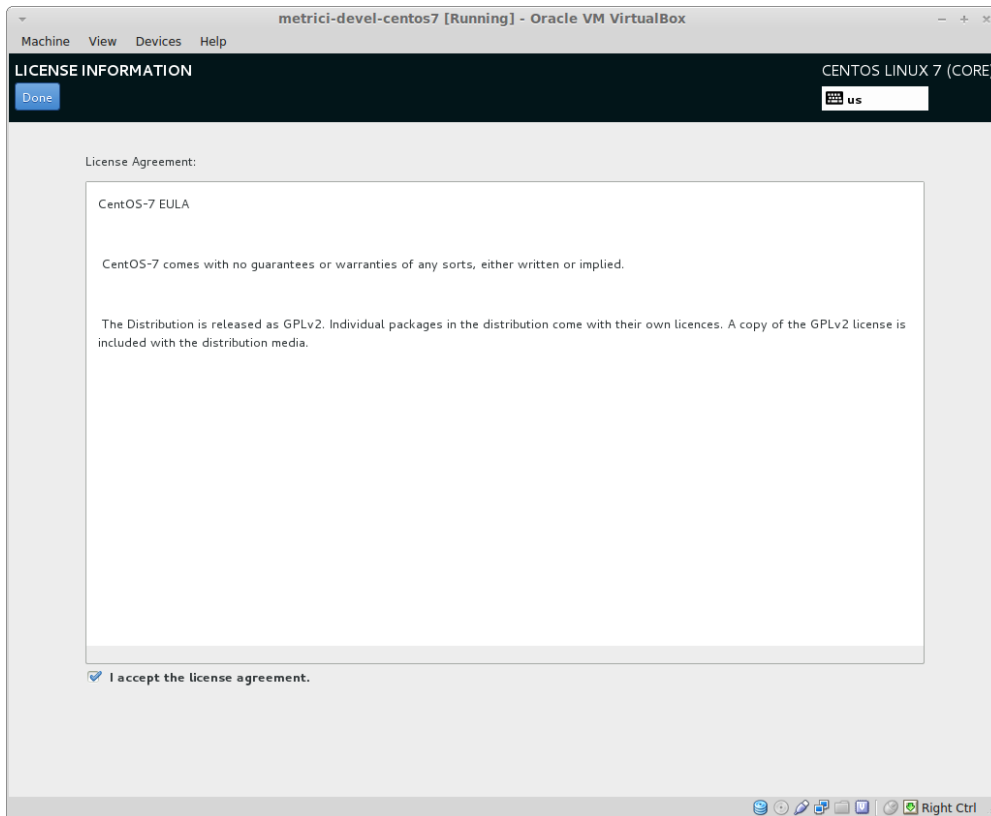 metrici-devel-centos7 [Running] - Oracle VM VirtualBox
Machine View Devices Help
LICENSE INFORMATION
CENTOS LINUX 7 (CORE)
Done
us
License Agreement:
CentOS-7 EULA
CentOS-7 comes with no guarantees or warranties of any sorts, either written or implied.
The Distribution is released as GPLv2. Individual packages in the distribution come with their own licences. A copy of the GPLv2 license is
included with the distribution media.
I accept the license agreement.
Right Ctrl